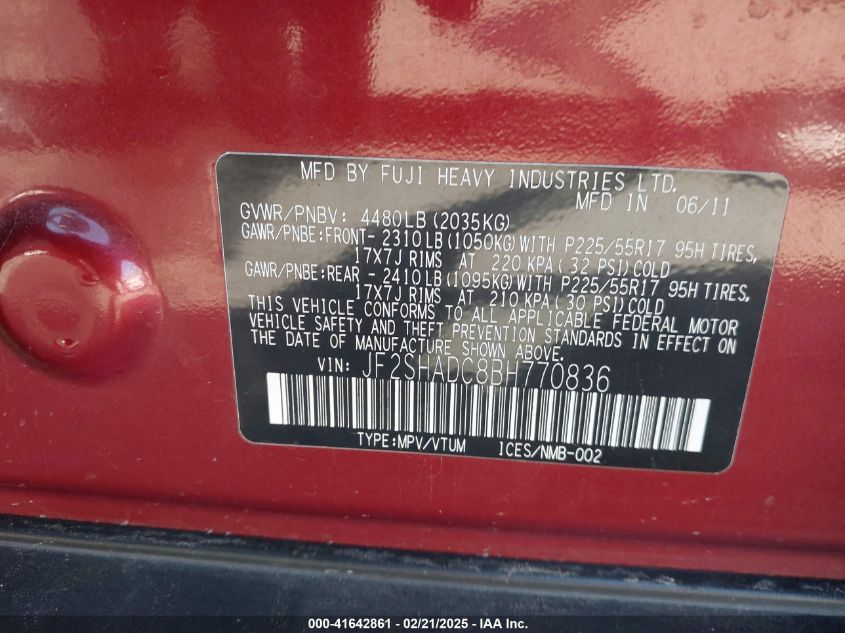 MFD BY FUJI HEAVY INDUSTRIES LTD.
MFD IN 06/11
GVWR/PNBV: 4480LB(2035KG)
GAWR/PNBE:FRONT- 2310LB(1050KG)WITH P225/55R17 95H TIRES,
17X7J RIMS AT 220 KPA(32 PSI)COLD
GAWR/PNBE:REAR - 2410LB(1095KG)WITH P225/55R17 95H TIRES,
17X7J RIMS AT 210 KPA(30 PSI)COLD
THIS VEHICLE CONFORMS TO ALL APPLICABLE FEDERAL MOTOR
VEHICLE SAFETY AND THEFT PREVENTION STANDARDS IN EFFECT ON
THE DATE OF MANUFACTURE SHOWN ABOVE.
VIN: JF2SHADC8BH770836
TYPE:MPV/VTUM ICES/NMB-002
000-41642861 / 02/21/2025 / IAAI.COM